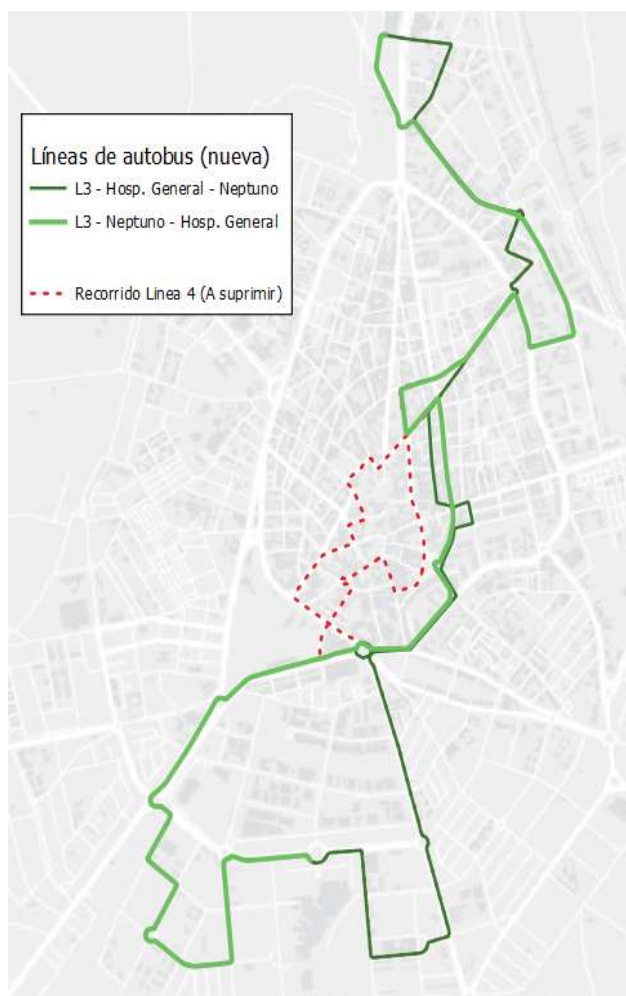 Líneas de autobus (nueva)
L3 - Hosp. General - Neptuno
L3 - Neptuno - Hosp. General
Recorrido Linea 4 (A suprimir)